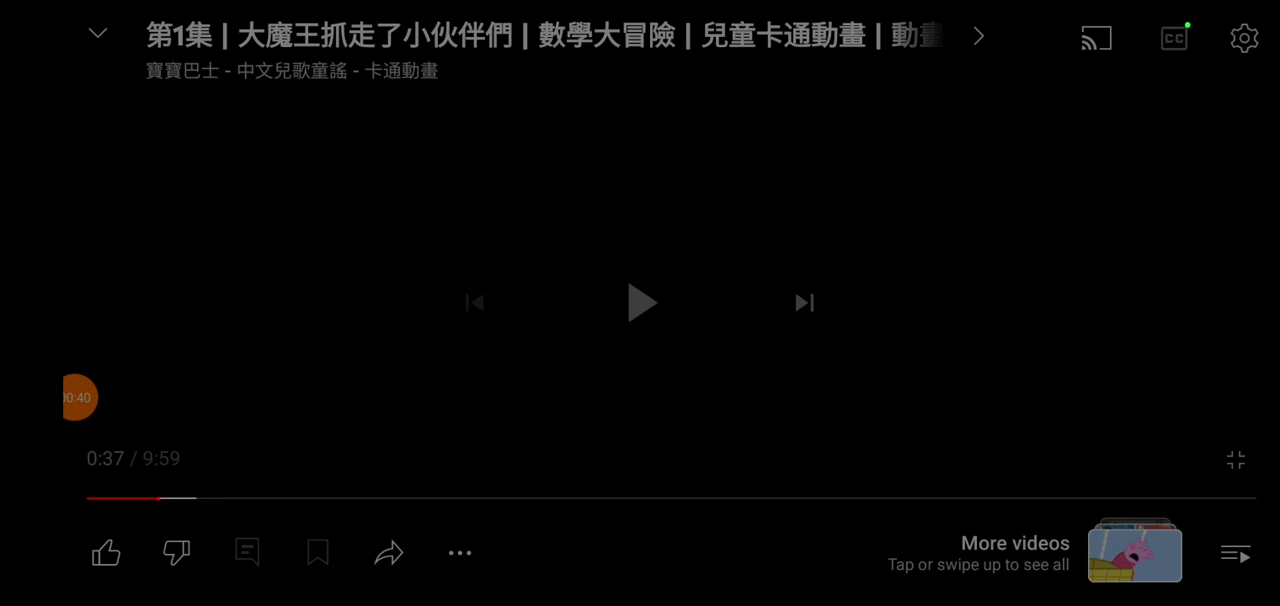 第1集 | 大魔王抓走了小伙伴們 | 數學大冒險 | 兒童卡通動畫 | 動畫
寶寶巴士 - 中文兒歌童謠 - 卡通動畫
CC
00:40
0:37 / 9:59
More videos
Tap or swipe up to see all